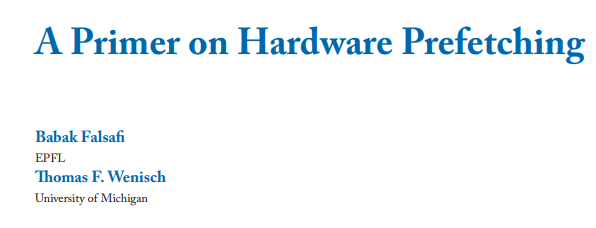 A Primer on Hardware Prefetching
Babak Falsafi
EPFL
Thomas F. Wenisch
University of Michigan